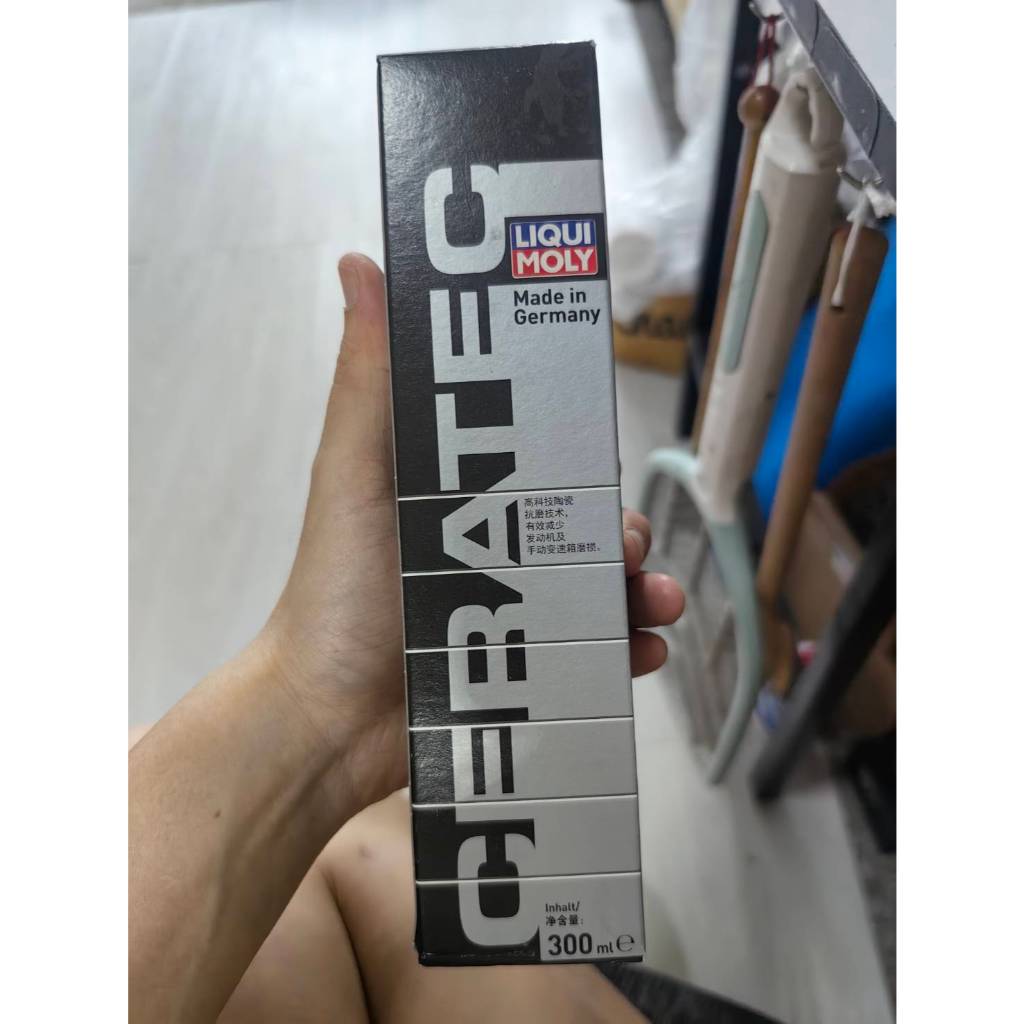 CERATEC
LIQUI
MOLY
Made in
Germany
高科技陶瓷
抗磨技术，
有效减少
发动机及
手动变速箱磨损。
Inhalt/
净含量：
300 ml ℮